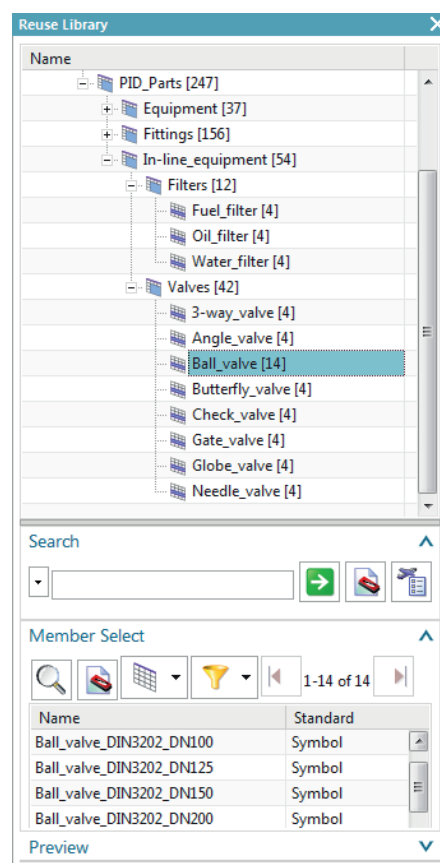 Reuse Library
Name
PID_Parts [247]
Equipment [37]
Fittings [156]
In-line_equipment [54]
Filters [12]
Fuel_filter [4]
Oil_filter [4]
Water_filter [4]
Valves [42]
3-way_valve [4]
Angle_valve [4]
Ball_valve [14]
Butterfly_valve [4]
Check_valve [4]
Gate_valve [4]
Globe_valve [4]
Needle_valve [4]
Search
Member Select
1-14 of 14
Name Standard
Ball_valve_DIN3202_DN100 Symbol
Ball_valve_DIN3202_DN125 Symbol
Ball_valve_DIN3202_DN150 Symbol
Ball_valve_DIN3202_DN200 Symbol
Preview